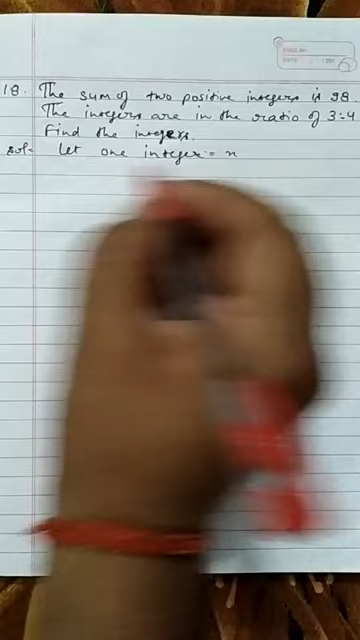 18. The sum of two positive integers is 98.
The integers are in the ratio of 3:4
Find the integers.
Sol= Let one integer = x